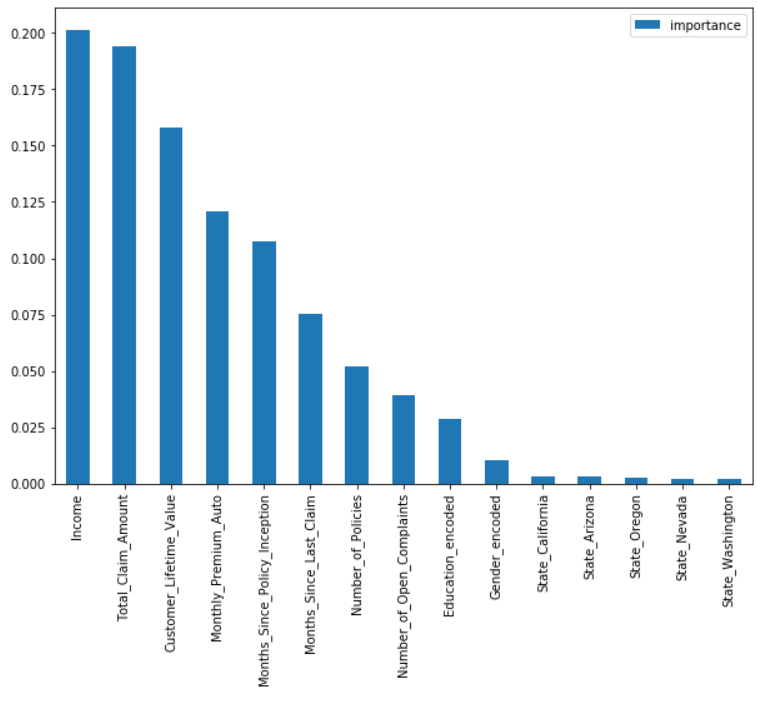 importance
0.200
0.175
0.150
0.125
0.100
0.075
0.050
0.025
0.000
Income
Total_Claim_Amount
Customer_Lifetime_Value
Monthly_Premium_Auto
Months_Since_Policy_Inception
Months_Since_Last_Claim
Number_of_Policies
Number_of_Open_Complaints
Education_encoded
Gender_encoded
State_California
State_Arizona
State_Oregon
State_Nevada
State_Washington